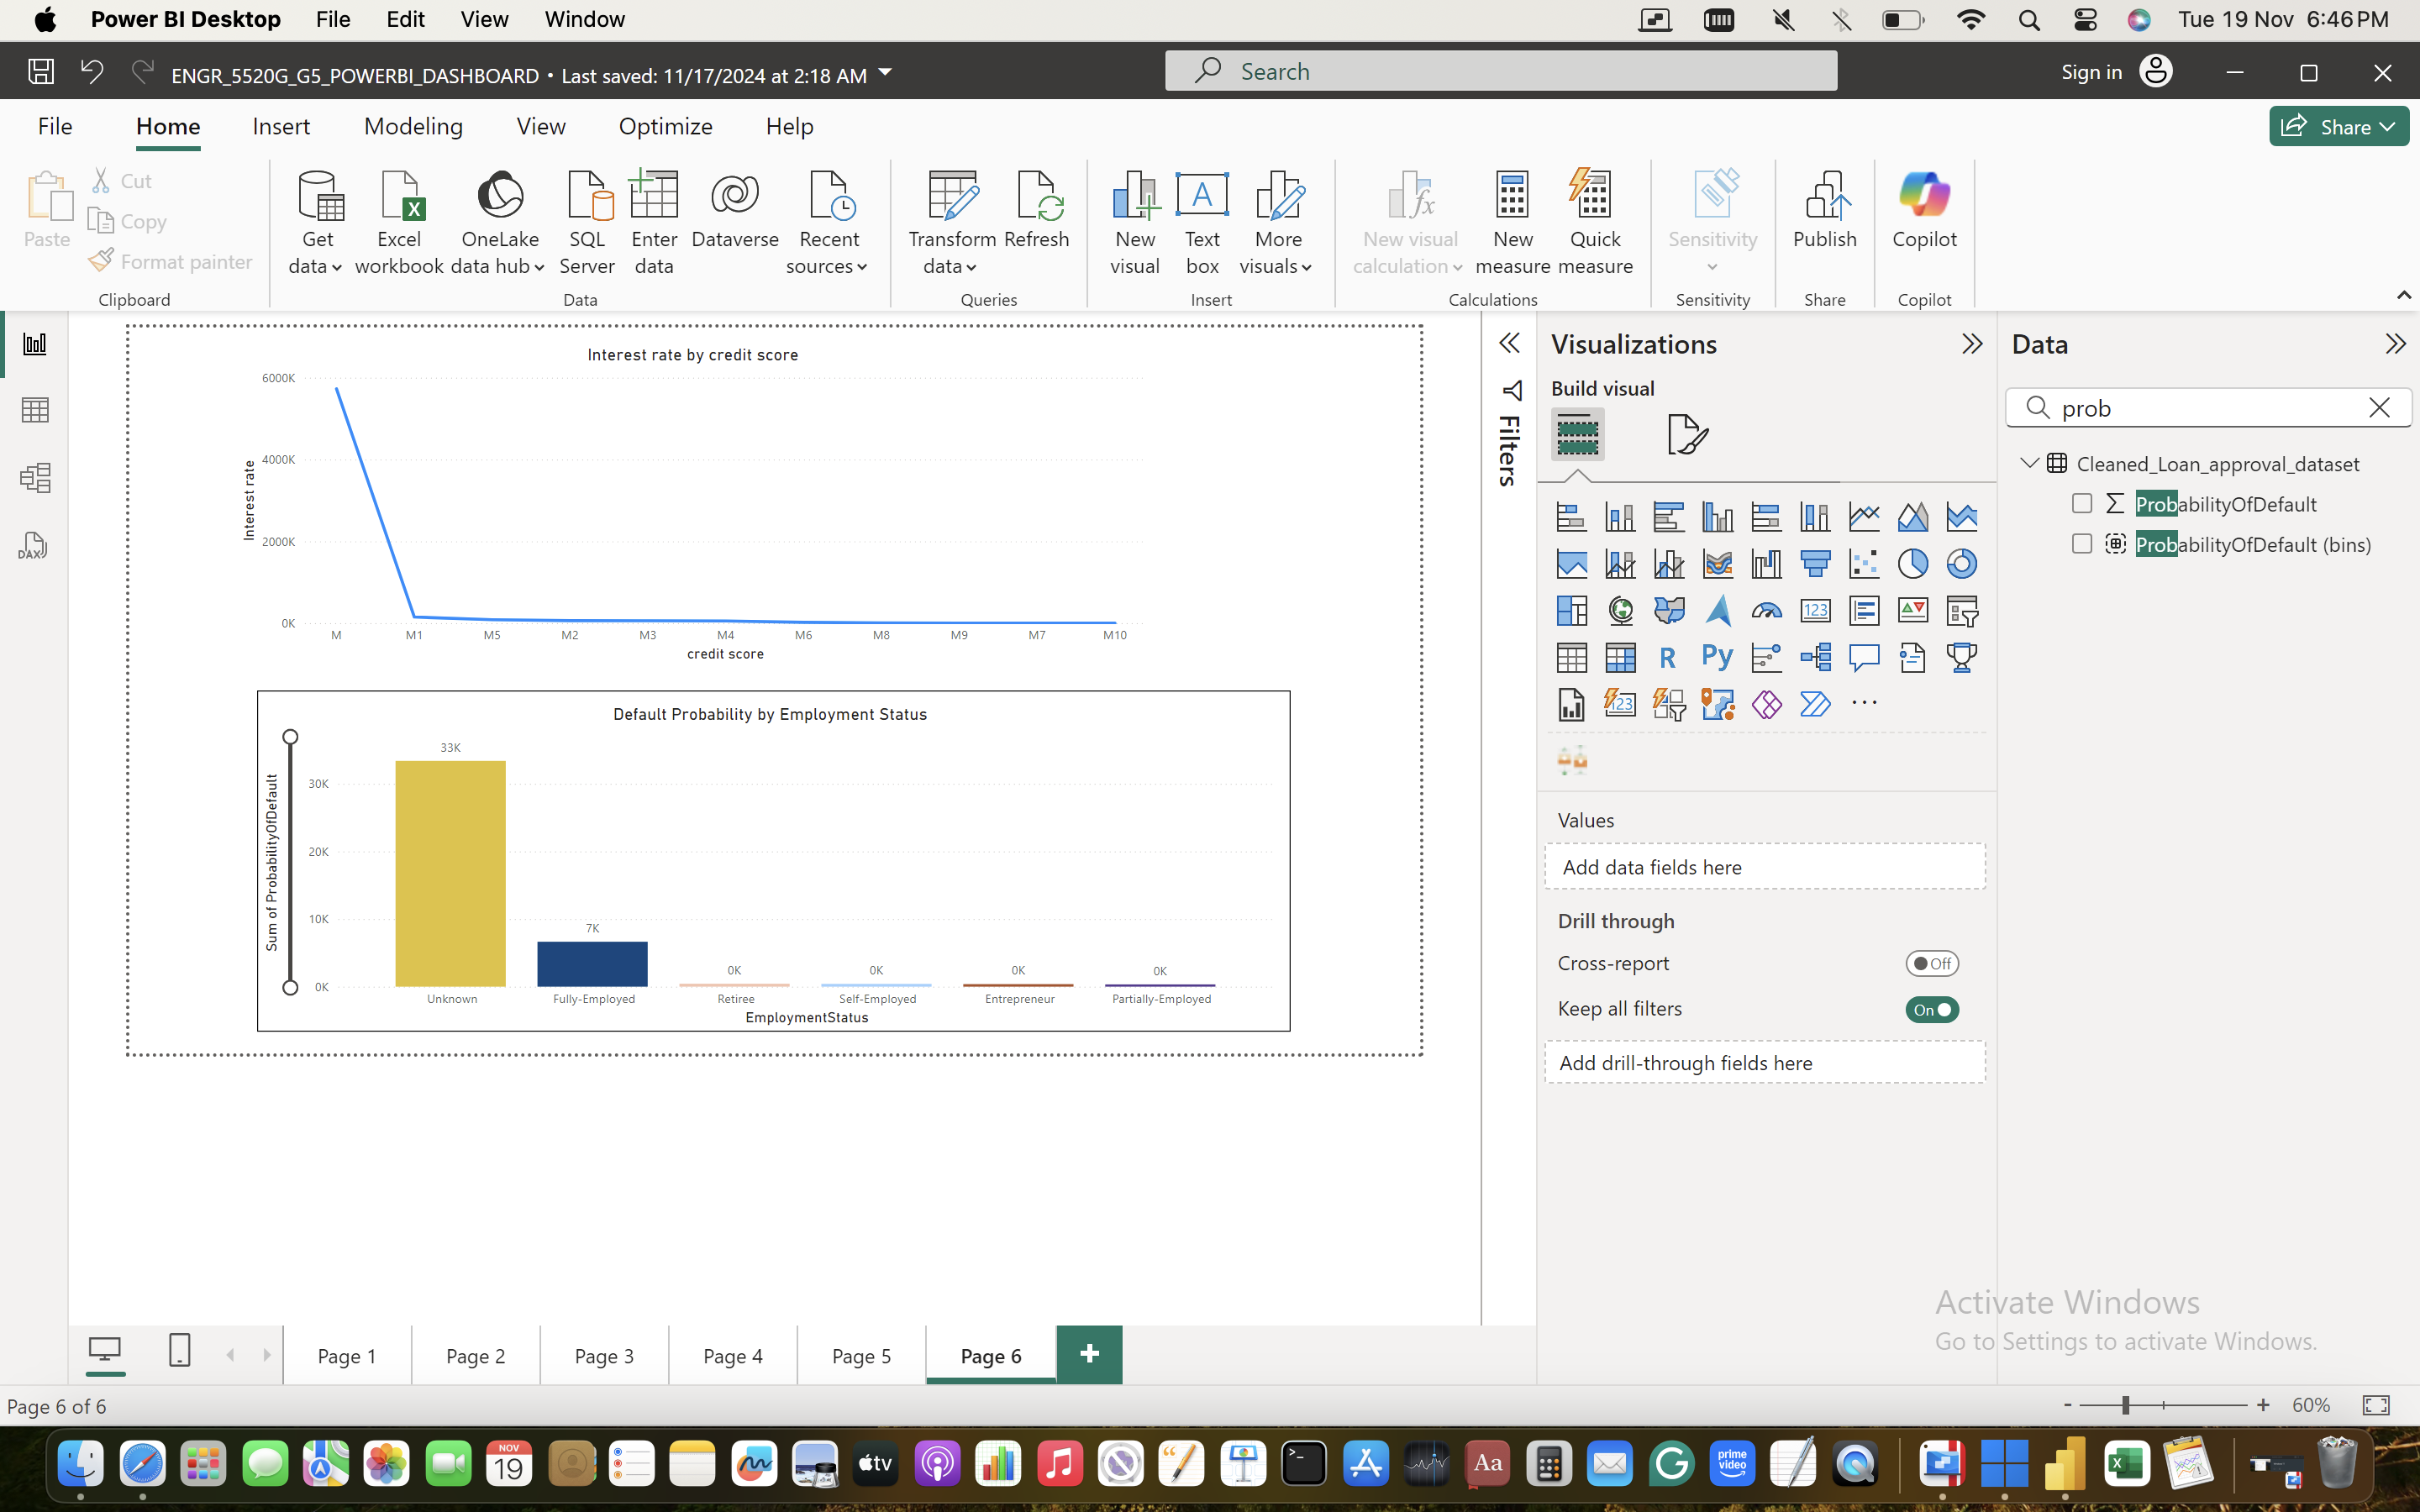 Power BI Desktop File Edit View Window Tue 19 Nov 6:46 PM
ENGR_5520G_G5_POWERBI_DASHBOARD • Last saved: 11/17/2024 at 2:18 AM Search Sign in
File Home Insert Modeling View Optimize Help Share
Paste Cut
Copy
Format painter
Clipboard
Get data
Excel workbook
OneLake data hub
SQL Server
Enter data
Dataverse
Recent sources
Data
Transform data
Refresh
Queries
New visual
Text box
More visuals
Insert
New visual calculation
New measure
Quick measure
Calculations
Sensitivity
Sensitivity
Publish
Share
Copilot
Copilot
DAX
Interest rate by credit score
Interest rate
6000K
4000K
2000K
0K
M M1 M5 M2 M3 M4 M6 M8 M9 M7 M10
credit score
Default Probability by Employment Status
Sum of ProbabilityOfDefault
30K
20K
10K
0K
33K 7K 0K 0K 0K 0K
Unknown Fully-Employed Retiree Self-Employed Entrepreneur Partially-Employed
EmploymentStatus
Filters
Visualizations
Build visual
123
R Py
123
Values
Add data fields here
Drill through
Cross-report Off
Keep all filters On
Add drill-through fields here
Data
prob
Cleaned_Loan_approval_dataset
ProbabilityOfDefault
ProbabilityOfDefault (bins)
Activate Windows
Go to Settings to activate Windows.
Page 1 Page 2 Page 3 Page 4 Page 5 Page 6 +
Page 6 of 6 - + 60%
NOV
19
tv
Aa
prime video